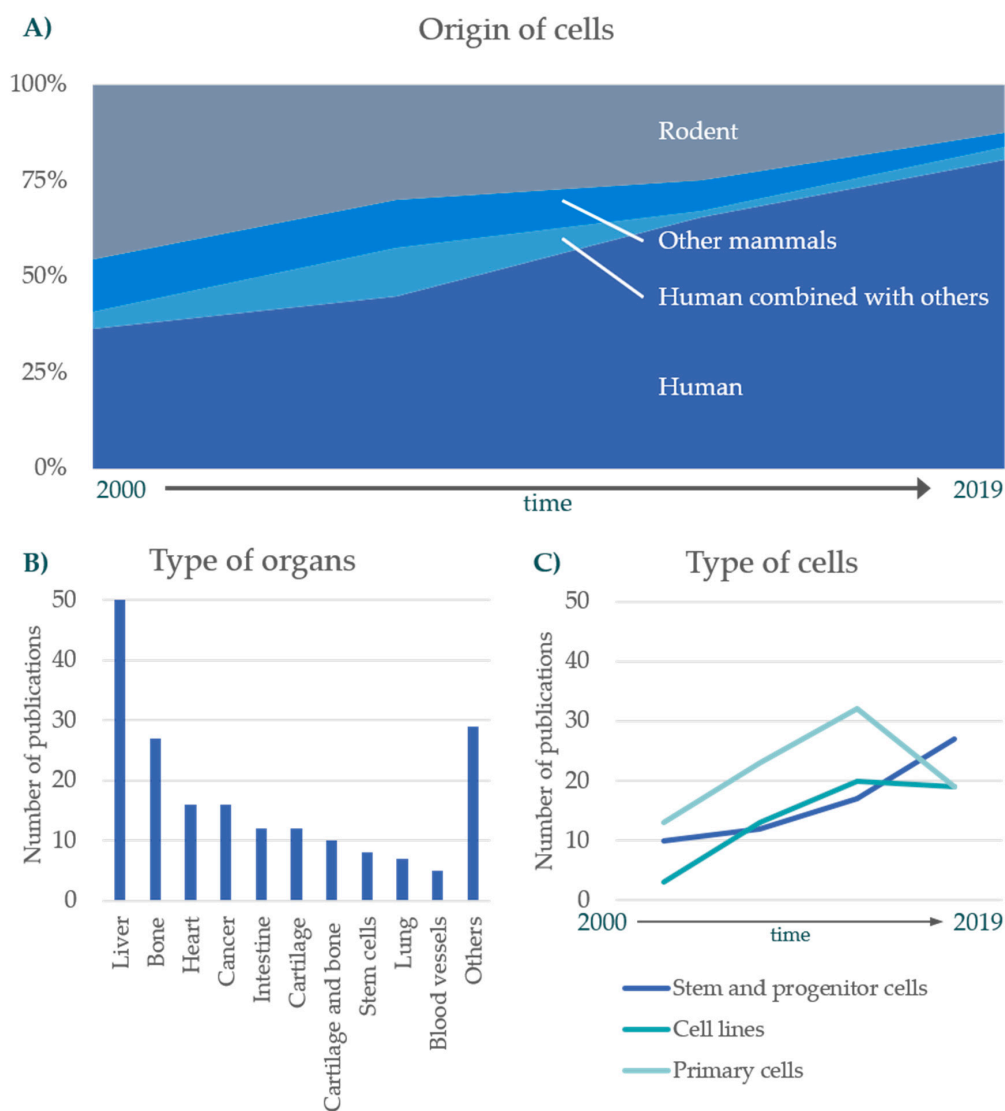 A)
Origin of cells
100%
75%
50%
25%
0%
Rodent
Other mammals
Human combined with others
Human
2000
time
2019
B)
Type of organs
Number of publications
50
40
30
20
10
0
Liver
Bone
Heart
Cancer
Intestine
Cartilage
Cartilage and bone
Stem cells
Lung
Blood vessels
Others
C)
Type of cells
Number of publications
50
40
30
20
10
0
2000
time
2019
Stem and progenitor cells
Cell lines
Primary cells